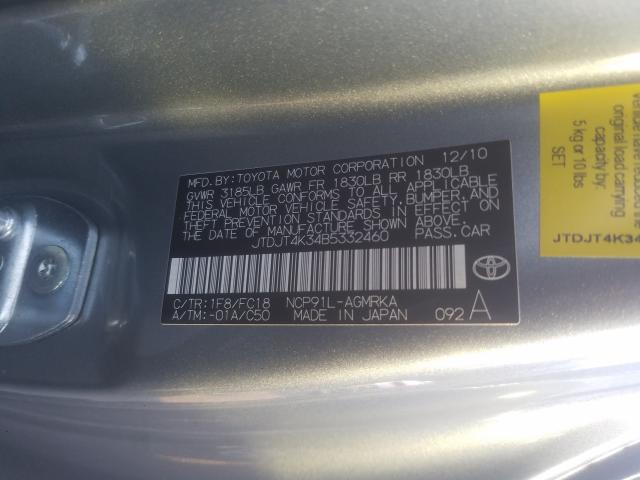 MFD. BY: TOYOTA MOTOR CORPORATION 12/10
GVWR 3185LB GAWR FR 1830LB RR 1830LB
THIS VEHICLE CONFORMS TO ALL APPLICABLE
FEDERAL MOTOR VEHICLE SAFETY, BUMPER, AND
THEFT PREVENTION STANDARDS IN EFFECT ON
THE DATE OF MANUFACTURE SHOWN ABOVE.
JTDJT4K34B5332460 PASS.CAR
C/TR:1F8/FC18 NCP91L-AGMRKA
A/TM:-01A/C50 MADE IN JAPAN 092 A
original load carrying
capacity by:
5 kg or 10 lbs
SET
JTDJT4K34